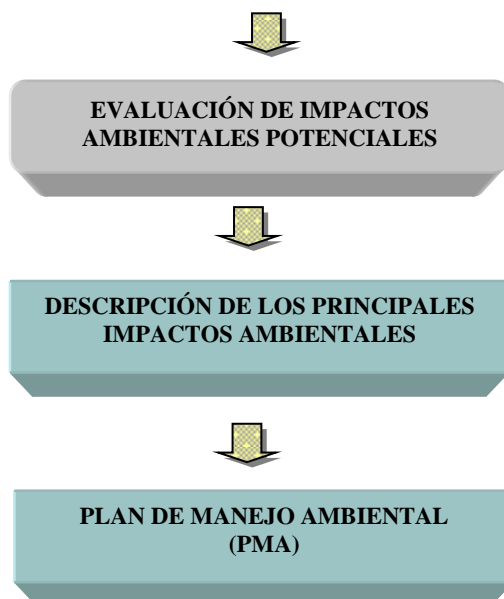 EVALUACIÓN DE IMPACTOS
AMBIENTALES POTENCIALES
DESCRIPCIÓN DE LOS PRINCIPALES
IMPACTOS AMBIENTALES
PLAN DE MANEJO AMBIENTAL
(PMA)